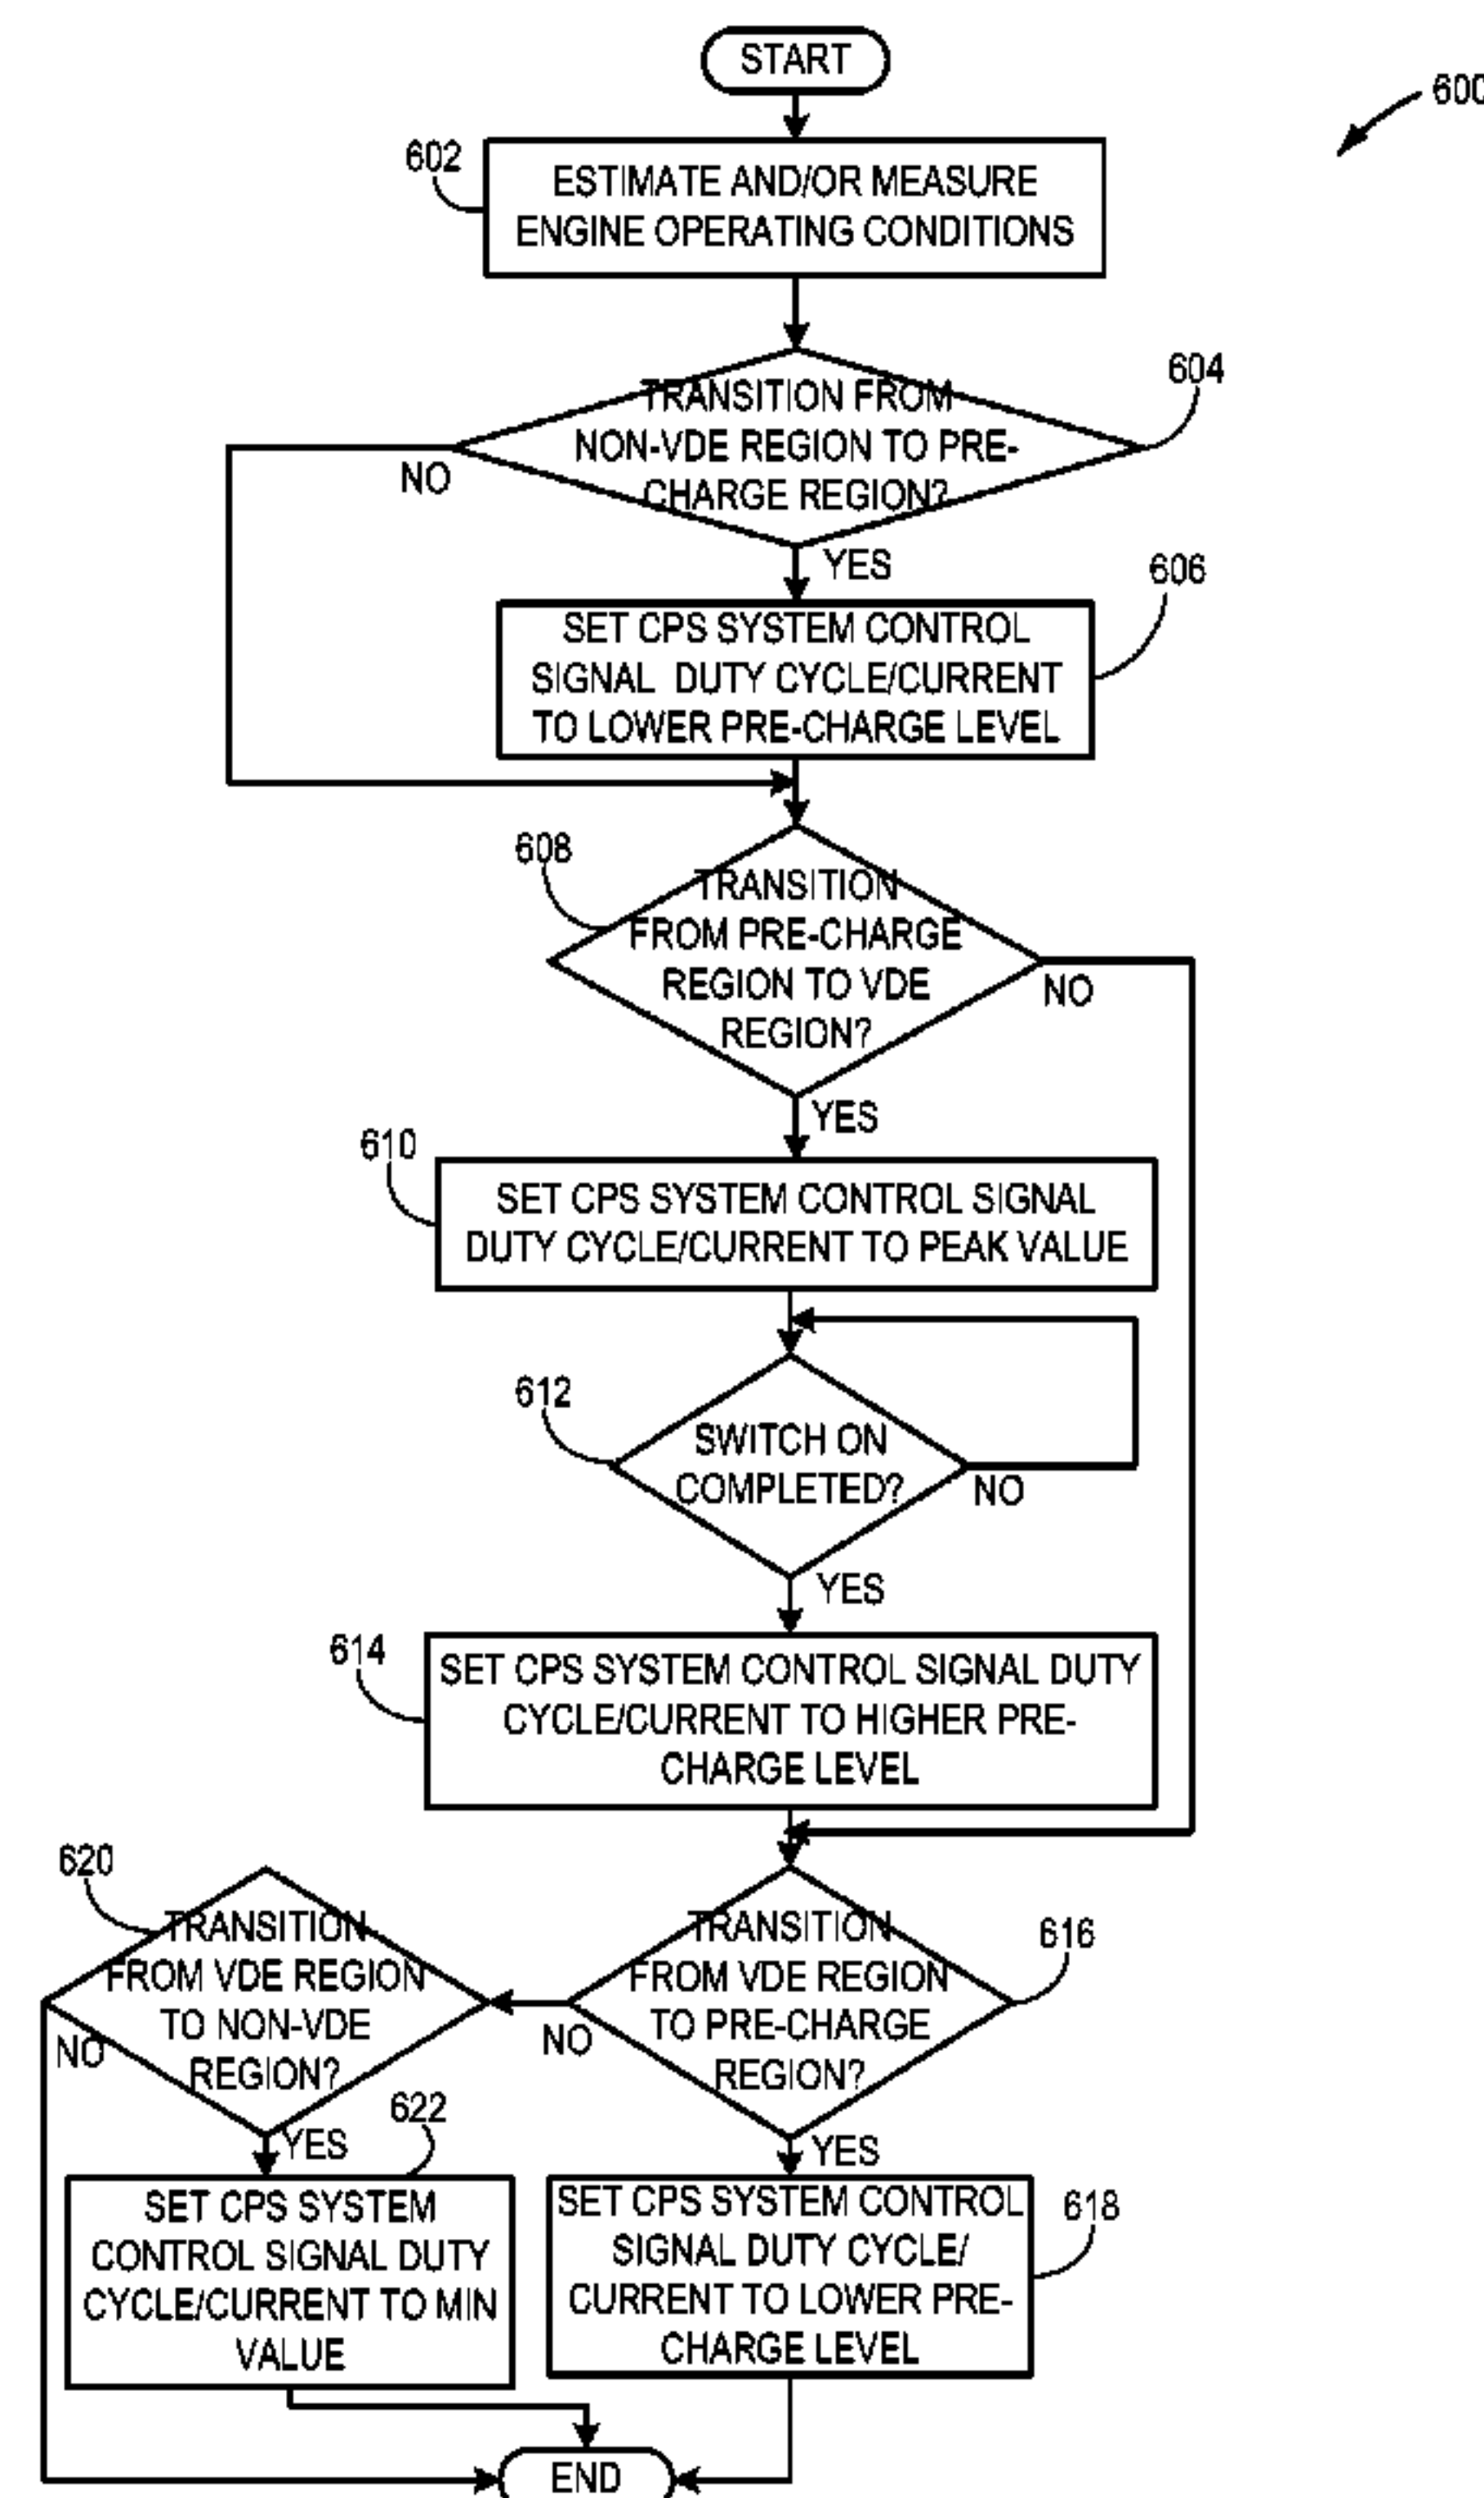 START
600
602
ESTIMATE AND/OR MEASURE
ENGINE OPERATING CONDITIONS
604
TRANSITION FROM
NON-VDE REGION TO PRE-
CHARGE REGION?
NO
YES
606
SET CPS SYSTEM CONTROL
SIGNAL DUTY CYCLE/CURRENT
TO LOWER PRE-CHARGE LEVEL
608
TRANSITION
FROM PRE-CHARGE
REGION TO VDE
REGION?
NO
YES
610
SET CPS SYSTEM CONTROL SIGNAL
DUTY CYCLE/CURRENT TO PEAK VALUE
612
SWITCH ON
COMPLETED?
NO
YES
614
SET CPS SYSTEM CONTROL SIGNAL DUTY
CYCLE/CURRENT TO HIGHER PRE-
CHARGE LEVEL
616
TRANSITION
FROM VDE REGION
TO PRE-CHARGE
REGION?
NO
YES
620
TRANSITION
FROM VDE REGION
TO NON-VDE
REGION?
NO
YES
622
SET CPS SYSTEM
CONTROL SIGNAL DUTY
CYCLE/CURRENT TO MIN
VALUE
618
SET CPS SYSTEM CONTROL
SIGNAL DUTY CYCLE/
CURRENT TO LOWER PRE-
CHARGE LEVEL
END